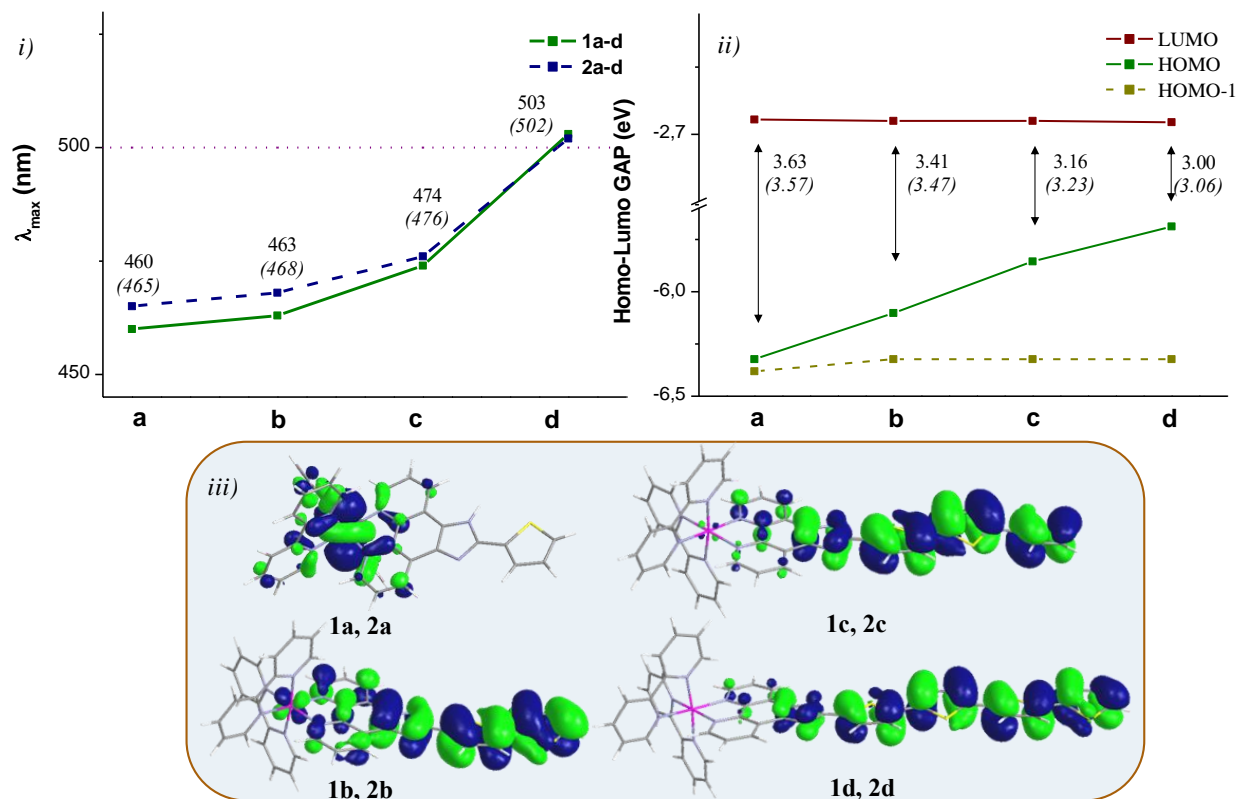 i)
1a-d
2a-d
λmax (nm)
500
450
460
(465)
463
(468)
474
(476)
503
(502)
a b c d
ii)
LUMO
HOMO
HOMO-1
Homo-Lumo GAP (eV)
-2,7
-6,0
-6,5
3.63
(3.57)
3.41
(3.47)
3.16
(3.23)
3.00
(3.06)
a b c d
iii)
1a, 2a
1c, 2c
1b, 2b
1d, 2d